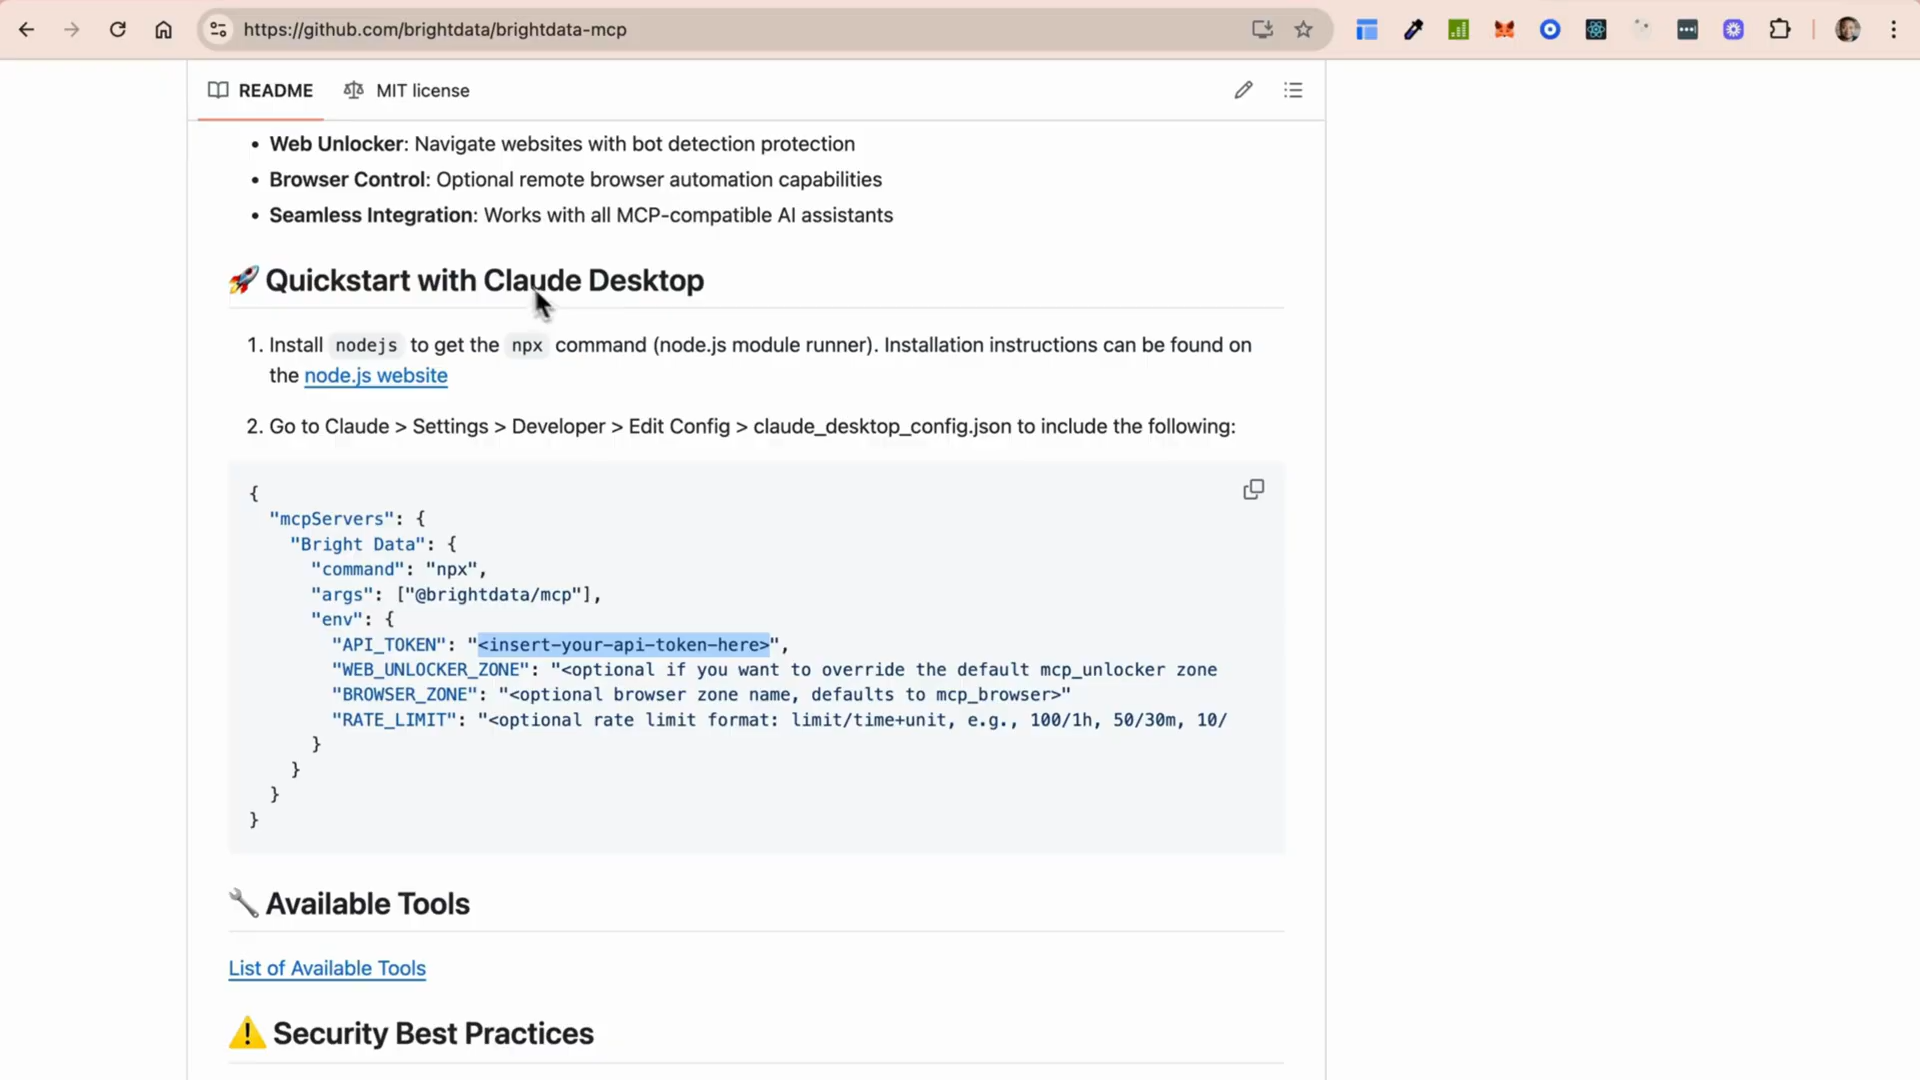 https://github.com/brightdata/brightdata-mcp
README
MIT license
• Web Unlocker: Navigate websites with bot detection protection
• Browser Control: Optional remote browser automation capabilities
• Seamless Integration: Works with all MCP-compatible AI assistants
🚀 Quickstart with Claude Desktop
1. Install nodejs to get the npx command (node.js module runner). Installation instructions can be found on
the node.js website
2. Go to Claude > Settings > Developer > Edit Config > claude_desktop_config.json to include the following:
{
"mcpServers": {
"Bright Data": {
"command": "npx",
"args": ["@brightdata/mcp"],
"env": {
"API_TOKEN": "<insert-your-api-token-here>",
"WEB_UNLOCKER_ZONE": "<optional if you want to override the default mcp_unlocker zone
"BROWSER_ZONE": "<optional browser zone name, defaults to mcp_browser>"
"RATE_LIMIT": "<optional rate limit format: limit/time+unit, e.g., 100/1h, 50/30m, 10/
}
}
}
}
🔧 Available Tools
List of Available Tools
⚠️ Security Best Practices